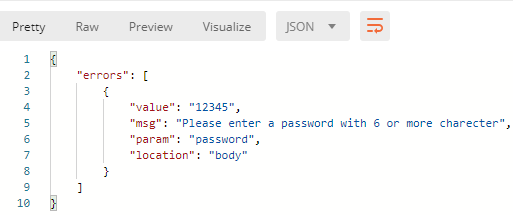 Pretty Raw Preview Visualize JSON
1 {
2 "errors": [
3 {
4 "value": "12345",
5 "msg": "Please enter a password with 6 or more charecter",
6 "param": "password",
7 "location": "body"
8 }
9 ]
10 }